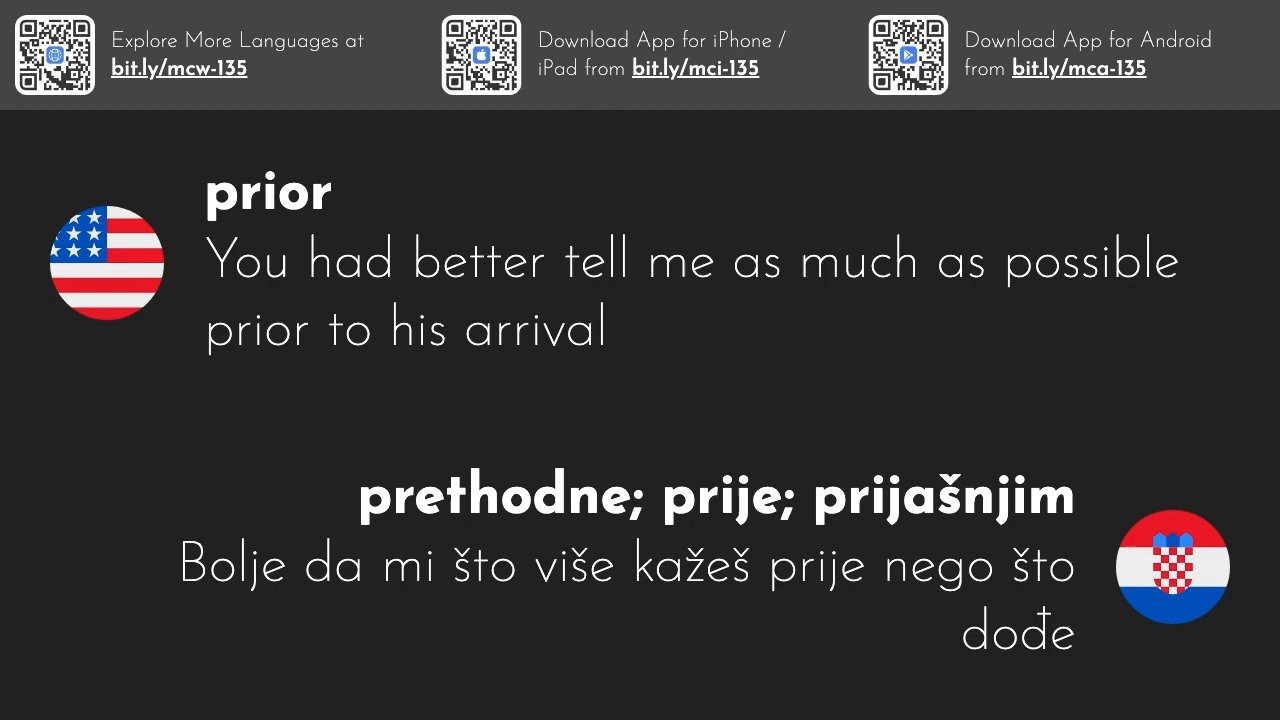 Explore More Languages at
bit.ly/mcw-135
Download App for iPhone /
iPad from bit.ly/mci-135
Download App for Android
from bit.ly/mca-135
prior
You had better tell me as much as possible
prior to his arrival
prethodne; prije; prijašnjim
Bolje da mi što više kažeš prije nego što
dođe